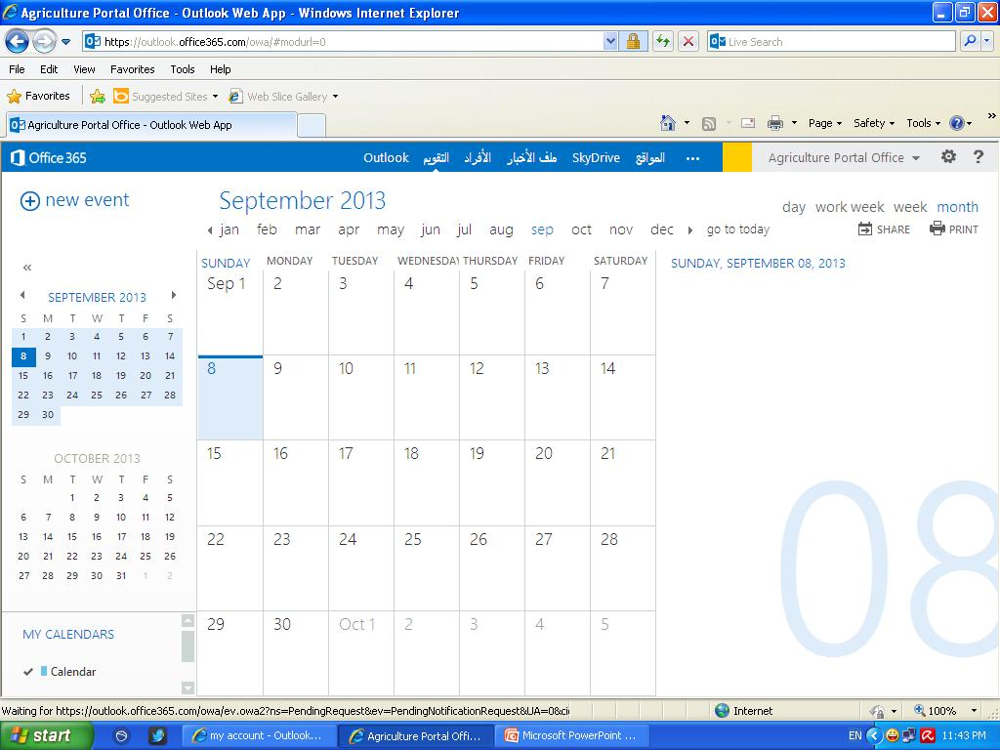 Agriculture Portal Office - Outlook Web App - Windows Internet Explorer
https://outlook.office365.com/owa/#modurl=0
Live Search
File Edit View Favorites Tools Help
Favorites Suggested Sites Web Slice Gallery
Agriculture Portal Office - Outlook Web App
Page Safety Tools
Office 365 Outlook التقويم الأفراد ملف الأخبار SkyDrive المواقع ... Agriculture Portal Office ?
new event
September 2013
day work week week month
jan feb mar apr may jun jul aug sep oct nov dec go to today
SHARE PRINT
«
SEPTEMBER 2013
S M T W T F S
1 2 3 4 5 6 7
8 9 10 11 12 13 14
15 16 17 18 19 20 21
22 23 24 25 26 27 28
29 30
OCTOBER 2013
S M T W T F S
1 2 3 4 5
6 7 8 9 10 11 12
13 14 15 16 17 18 19
20 21 22 23 24 25 26
27 28 29 30 31 1 2
MY CALENDARS
Calendar
SUNDAY MONDAY TUESDAY WEDNESDAY THURSDAY FRIDAY SATURDAY
Sep 1 2 3 4 5 6 7
8 9 10 11 12 13 14
15 16 17 18 19 20 21
22 23 24 25 26 27 28
29 30 Oct 1 2 3 4 5
SUNDAY, SEPTEMBER 08, 2013
08
Waiting for https://outlook.office365.com/owa/ev.owa2?ns=PendingRequest&ev=PendingNotificationRequest&UA=0&ci
Internet 100%
start my account - Outlook... Agriculture Portal Offi... Microsoft PowerPoint ... EN 11:43 PM